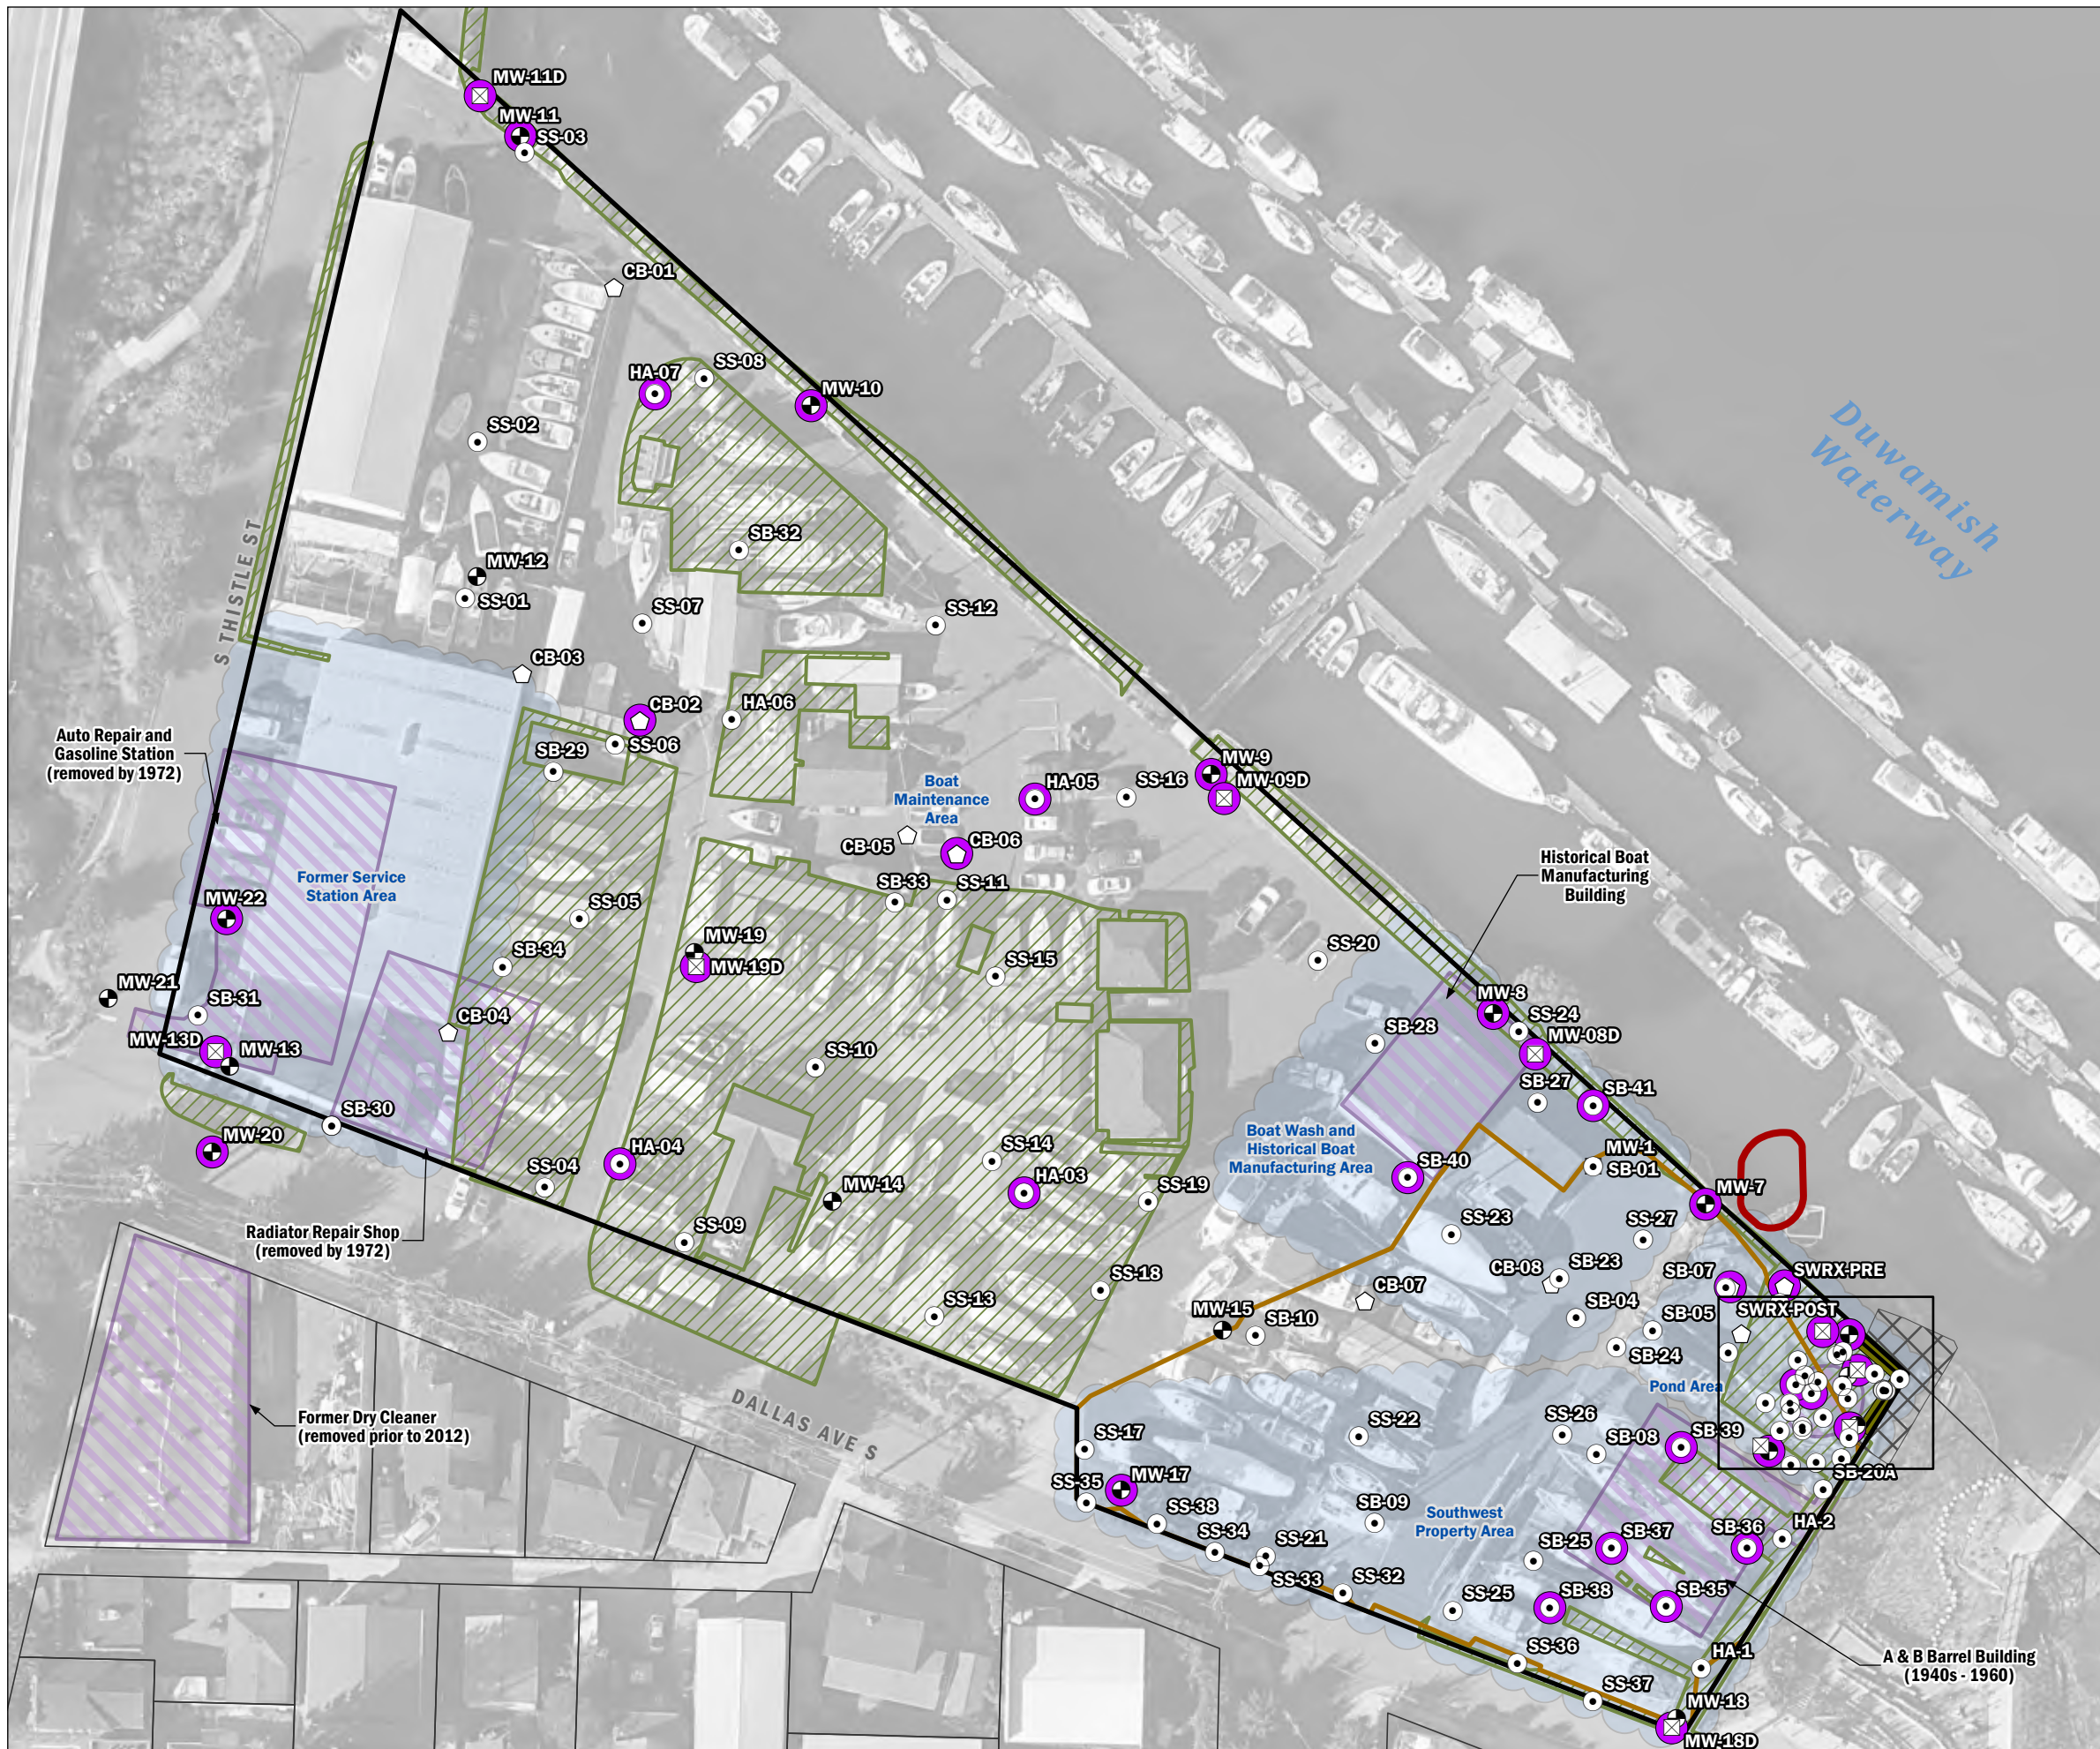 MW-11D
MW-11
SS-03
CB-01
SS-08
HA-07
MW-10
SS-02
Duwamish
Waterway
SB-32
S THISTLE ST
MW-12
SS-01
SS-07
SS-12
CB-03
CB-02
HA-06
SS-06
SB-29
Auto Repair and
Gasoline Station
(removed by 1972)
Boat
Maintenance
Area
HA-05
SS-16
MW-9
MW-09D
CB-05
CB-06
Historical Boat
Manufacturing
Building
Former Service
Station Area
SB-33
SS-11
MW-22
SS-05
MW-19
MW-19D
SB-34
SS-15
SS-20
MW-21
SB-31
CB-04
MW-8
SS-24
MW-08D
SB-28
MW-13D
MW-13
SS-10
SB-27
SB-41
SB-30
MW-20
Boat Wash and
Historical Boat
Manufacturing Area
MW-1
SB-01
SB-40
HA-04
SS-14
HA-03
SS-04
MW-14
SS-19
MW-7
SS-09
SS-23
SS-27
Radiator Repair Shop
(removed by 1972)
SS-18
CB-07
CB-08
SB-23
SB-07
SWRX-PRE
SS-13
MW-15
SB-10
SB-04
SB-05
SWRX-POST
SB-24
Pond Area
DALLAS AVE S
Former Dry Cleaner
(removed prior to 2012)
SS-17
SS-22
SS-26
SB-08
SB-39
SS-35
MW-17
SB-20A
SS-38
SB-09
Southwest
Property Area
SS-34
SS-21
SS-33
SB-25
SB-37
SB-36
HA-2
SS-32
SS-25
SB-38
SB-35
SS-36
HA-1
A & B Barrel Building
(1940s - 1960)
SS-37
MW-18
MW-18D